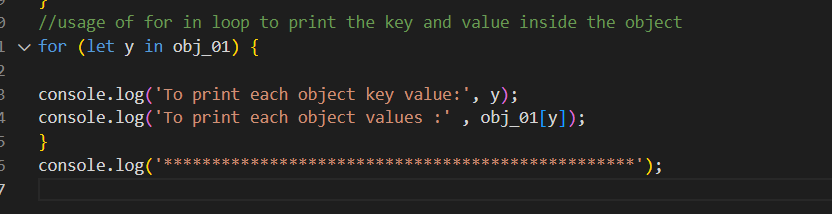 }
//usage of for in loop to print the key and value inside the object
for (let y in obj_01) {
console.log('To print each object key value:', y);
console.log('To print each object values :' , obj_01[y]);
}
console.log('*************************************************');